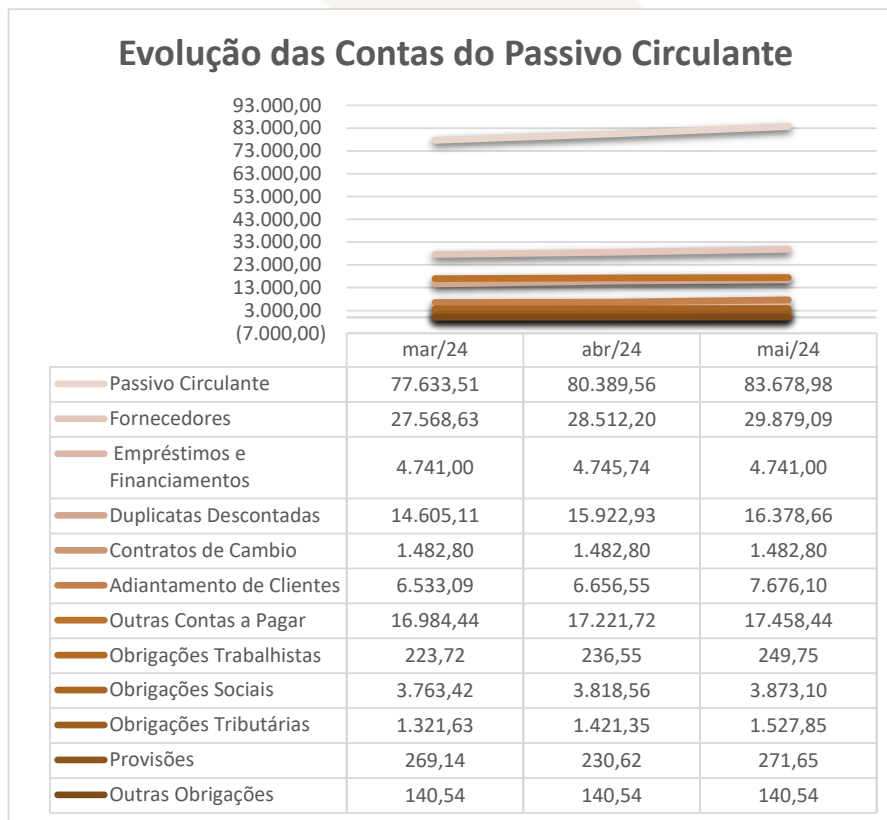 Evolução das Contas do Passivo Circulante
93.000,00
83.000,00
73.000,00
63.000,00
53.000,00
43.000,00
33.000,00
23.000,00
13.000,00
3.000,00
(7.000,00)
mar/24 abr/24 mai/24
Passivo Circulante 77.633,51 80.389,56 83.678,98
Fornecedores 27.568,63 28.512,20 29.879,09
Empréstimos e
Financiamentos 4.741,00 4.745,74 4.741,00
Duplicatas Descontadas 14.605,11 15.922,93 16.378,66
Contratos de Cambio 1.482,80 1.482,80 1.482,80
Adiantamento de Clientes 6.533,09 6.656,55 7.676,10
Outras Contas a Pagar 16.984,44 17.221,72 17.458,44
Obrigações Trabalhistas 223,72 236,55 249,75
Obrigações Sociais 3.763,42 3.818,56 3.873,10
Obrigações Tributárias 1.321,63 1.421,35 1.527,85
Provisões 269,14 230,62 271,65
Outras Obrigações 140,54 140,54 140,54